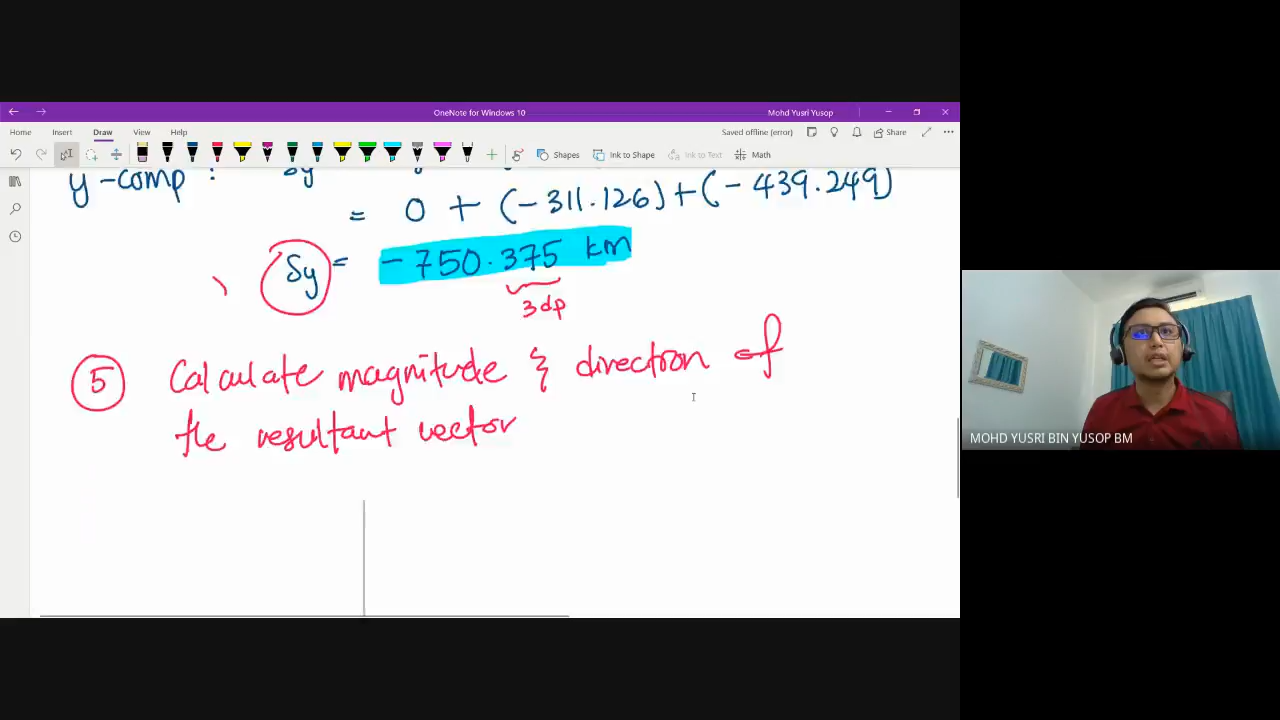 OneNote for Windows 10
Mohd Yusri Yusop
Home Insert Draw View Help
Saved offline (error)
Share
Shapes
Ink to Shape
Ink to Text
Math
y-comp : Sy
= 0 + (-311.126)+(-439.249)
Sy = -750.375 km
3dp
5 Calculate magnitude & direction of
the resultant vector
MOHD YUSRI BIN YUSOP BM